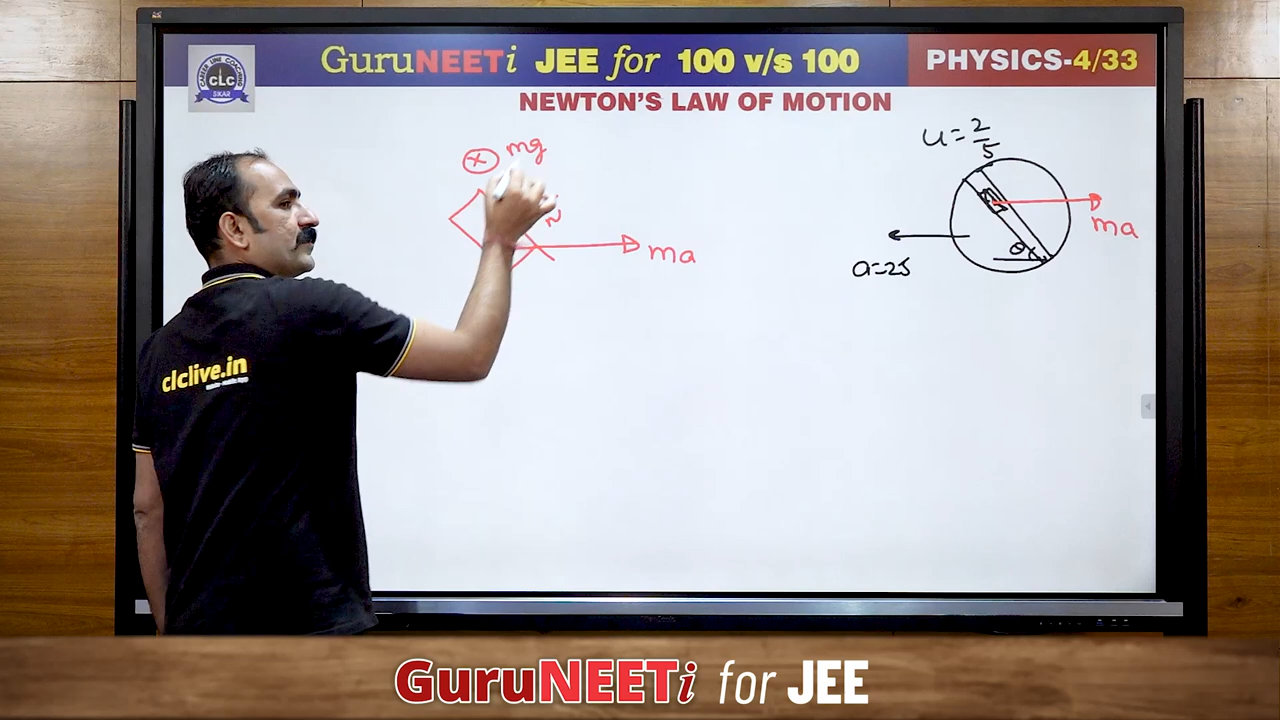 GuruNEETi JEE for 100 v/s 100
PHYSICS-4/33
CAREER LINE COACHING
CLC
SIKAR
NEWTON'S LAW OF MOTION
x mg
N
ma
u = 2/5
ma
a=25
θ
clclive.in
GuruNEETi for JEE